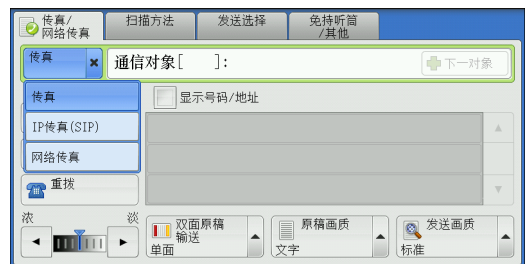 传真/
网络传真
扫描方法
发送选择
免持听筒
/其他
传真
通信对象[ ]:
下一对象
传真
显示号码/地址
IP传真(SIP)
网络传真
重拨
浓
淡
双面原稿
输送
单面
原稿画质
文字
发送画质
标准